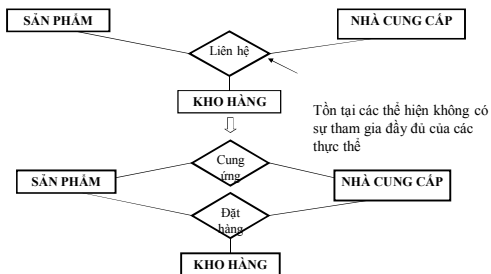 SẢN PHẨM
NHÀ CUNG CẤP
Liên hệ
KHO HÀNG
Tồn tại các thể hiện không có
sự tham gia đầy đủ của các
thực thể
Cung
ứng
SẢN PHẨM
NHÀ CUNG CẤP
Đặt
hàng
KHO HÀNG